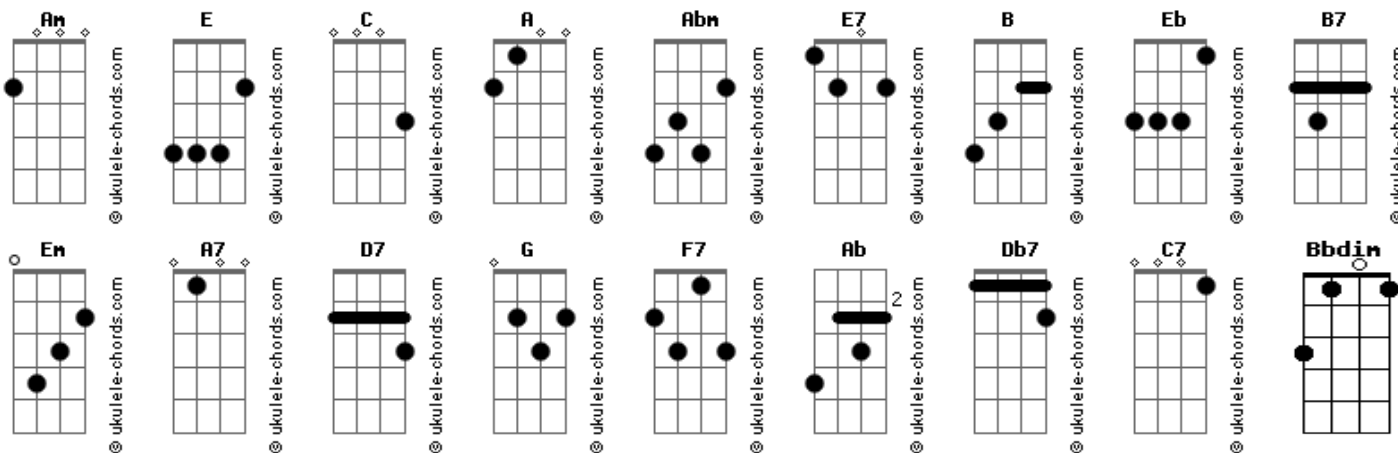 Am E C A Abm E7 B Eb B7
© ukulele-chords.com © ukulele-chords.com © ukulele-chords.com © ukulele-chords.com © ukulele-chords.com © ukulele-chords.com © ukulele-chords.com © ukulele-chords.com © ukulele-chords.com
Em A7 D7 G F7 Ab Db7 C7 Bbdim
2
© ukulele-chords.com © ukulele-chords.com © ukulele-chords.com © ukulele-chords.com © ukulele-chords.com © ukulele-chords.com © ukulele-chords.com © ukulele-chords.com